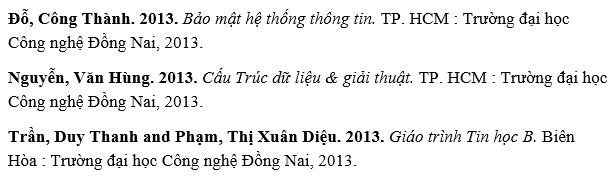 Đỗ, Công Thành. 2013. Bảo mật hệ thống thông tin. TP. HCM : Trường đại học
Công nghệ Đồng Nai, 2013.
Nguyễn, Văn Hùng. 2013. Cấu Trúc dữ liệu & giải thuật. TP. HCM : Trường đại học
Công nghệ Đồng Nai, 2013.
Trần, Duy Thanh and Phạm, Thị Xuân Diệu. 2013. Giáo trình Tin học B. Biên
Hòa : Trường đại học Công nghệ Đồng Nai, 2013.